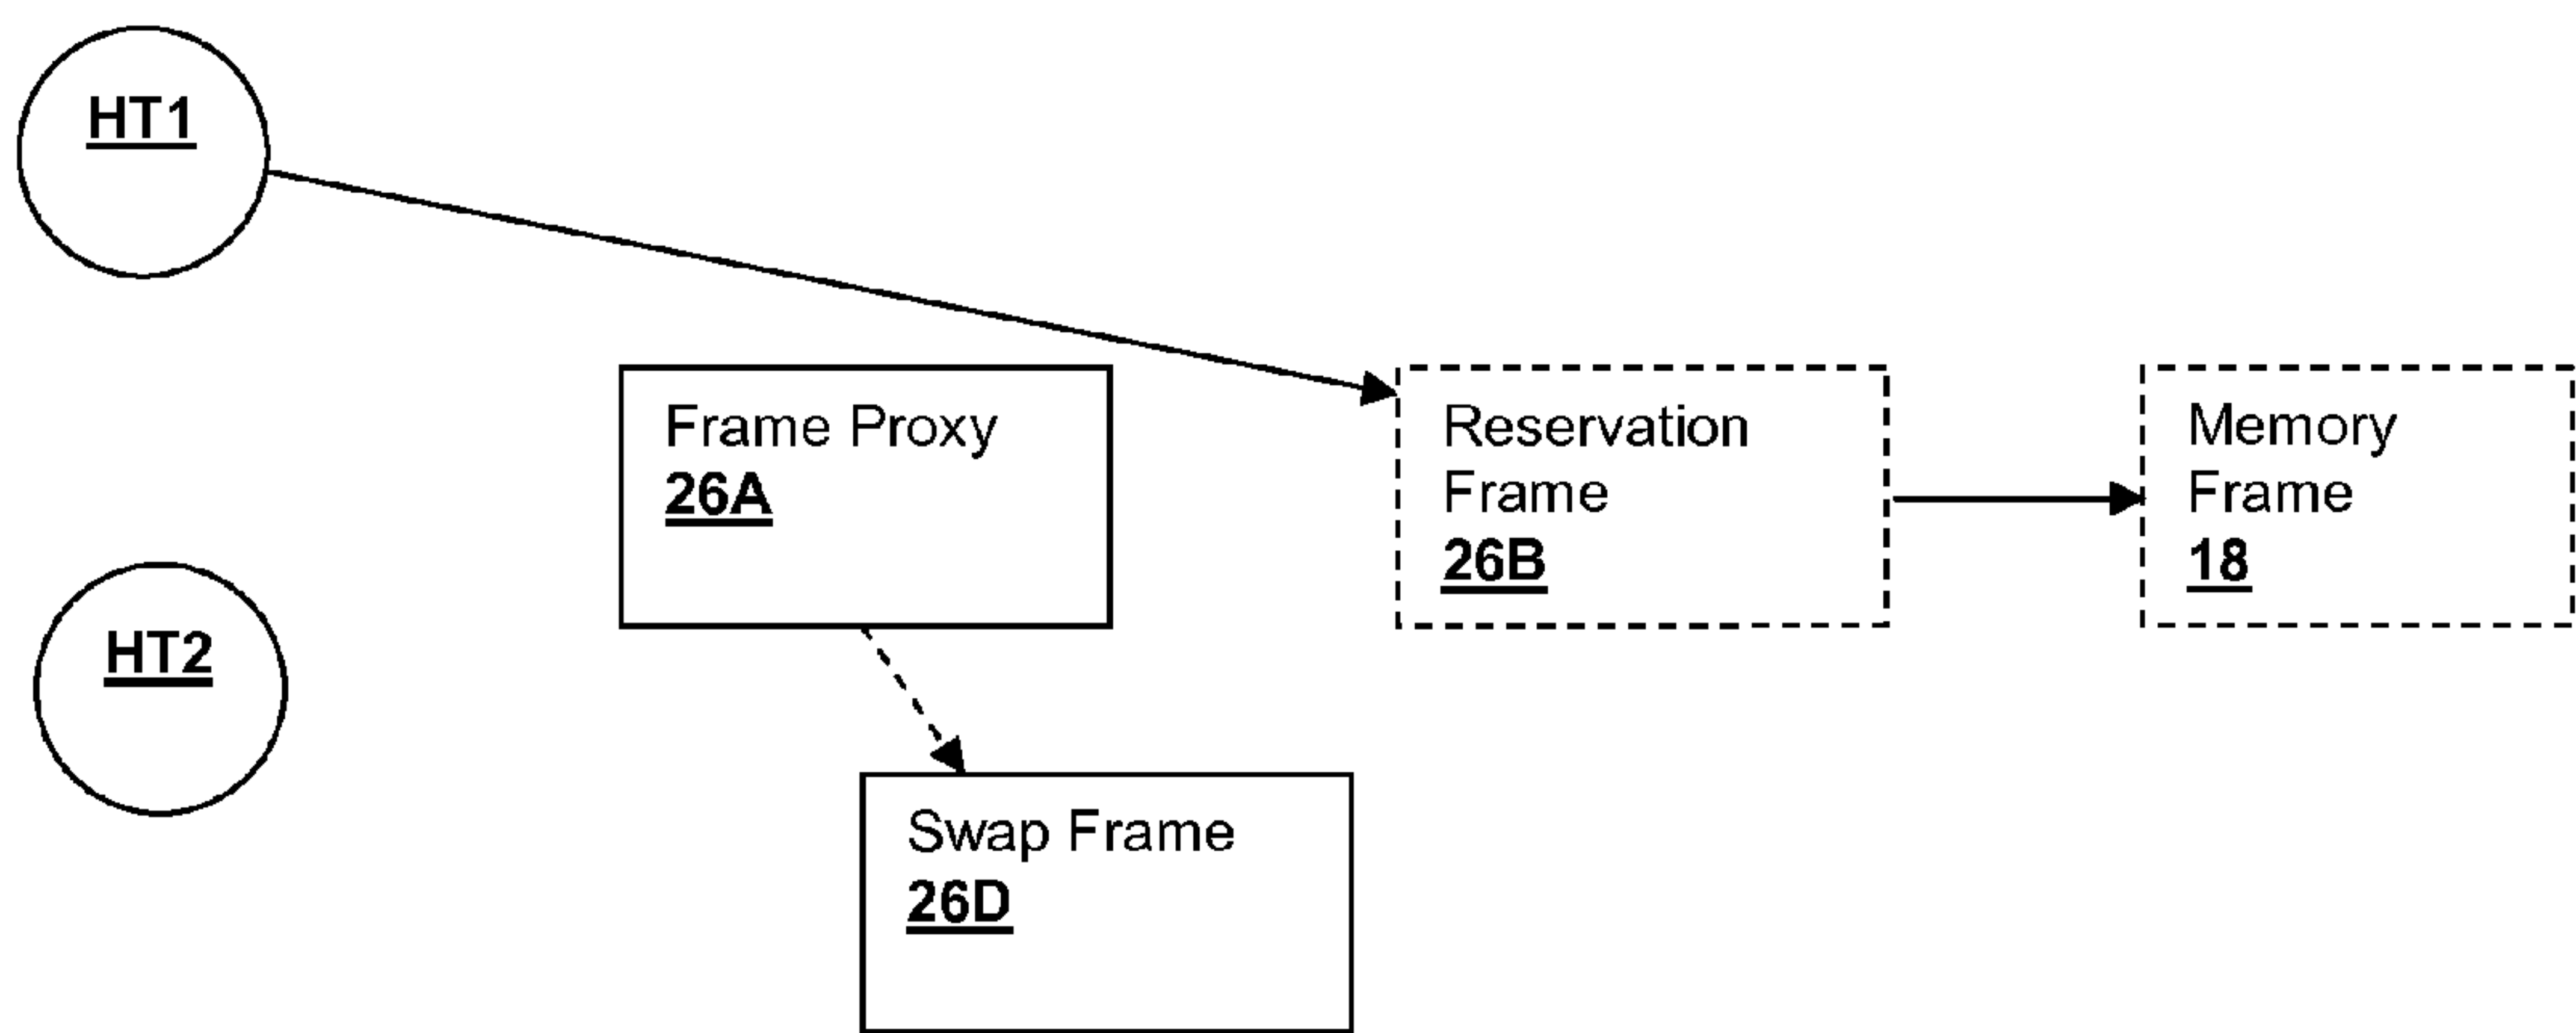 HT1
Frame Proxy
26A
Reservation
Frame
26B
Memory
Frame
18
HT2
Swap Frame
26D